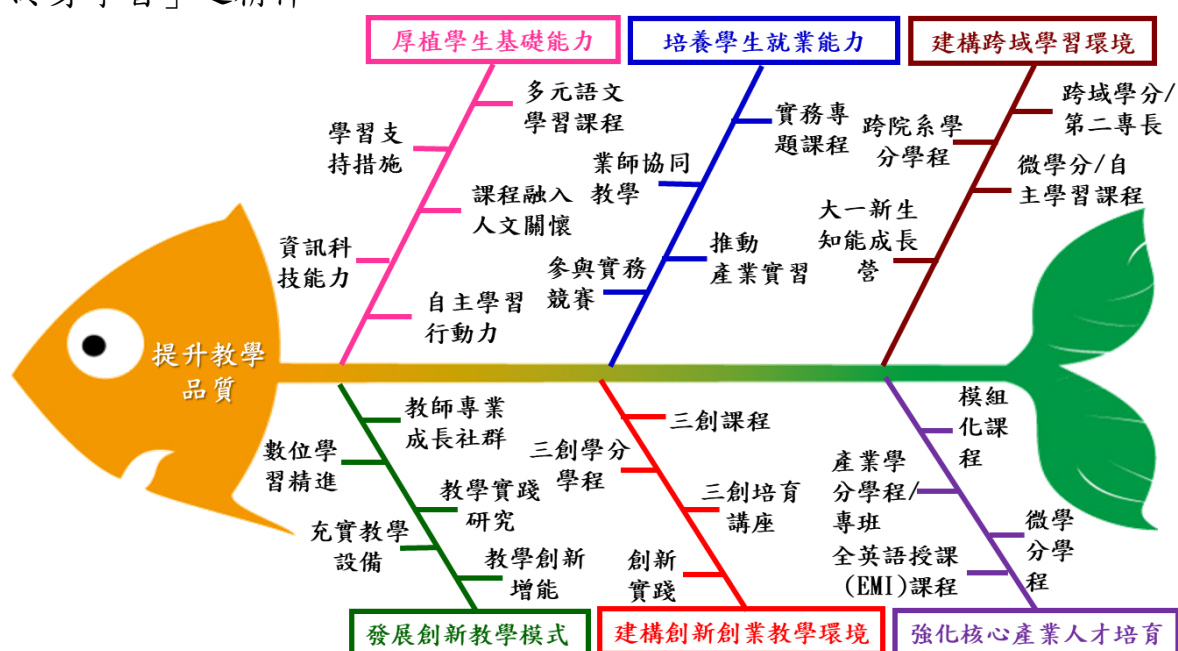 厚植學生基礎能力
培養學生就業能力
建構跨域學習環境
多元語文
學習課程
學習支
持措施
課程融入
人文關懷
資訊科
技能力
自主學習
行動力
實務專
題課程
業師協同
教學
推動
產業實習
參與實務
競賽
跨域學分/
第二專長
跨院系學
分學程
微學分/自
主學習課程
大一新生
知能成長
營
提升教學
品質
教師專業
成長社群
數位學
習精進
教學實踐
研究
充實教學
設備
教學創新
增能
三創課程
三創學分
學程
三創培育
講座
創新
實踐
模組
化課
程
產業學
分學程/
專班
微學
分學
程
全英語授課
(EMI)課程
發展創新教學模式
建構創新創業教學環境
強化核心產業人才培育